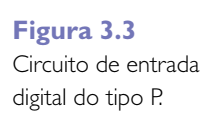 Figura 3.3
Circuito de entrada
digital do tipo P.